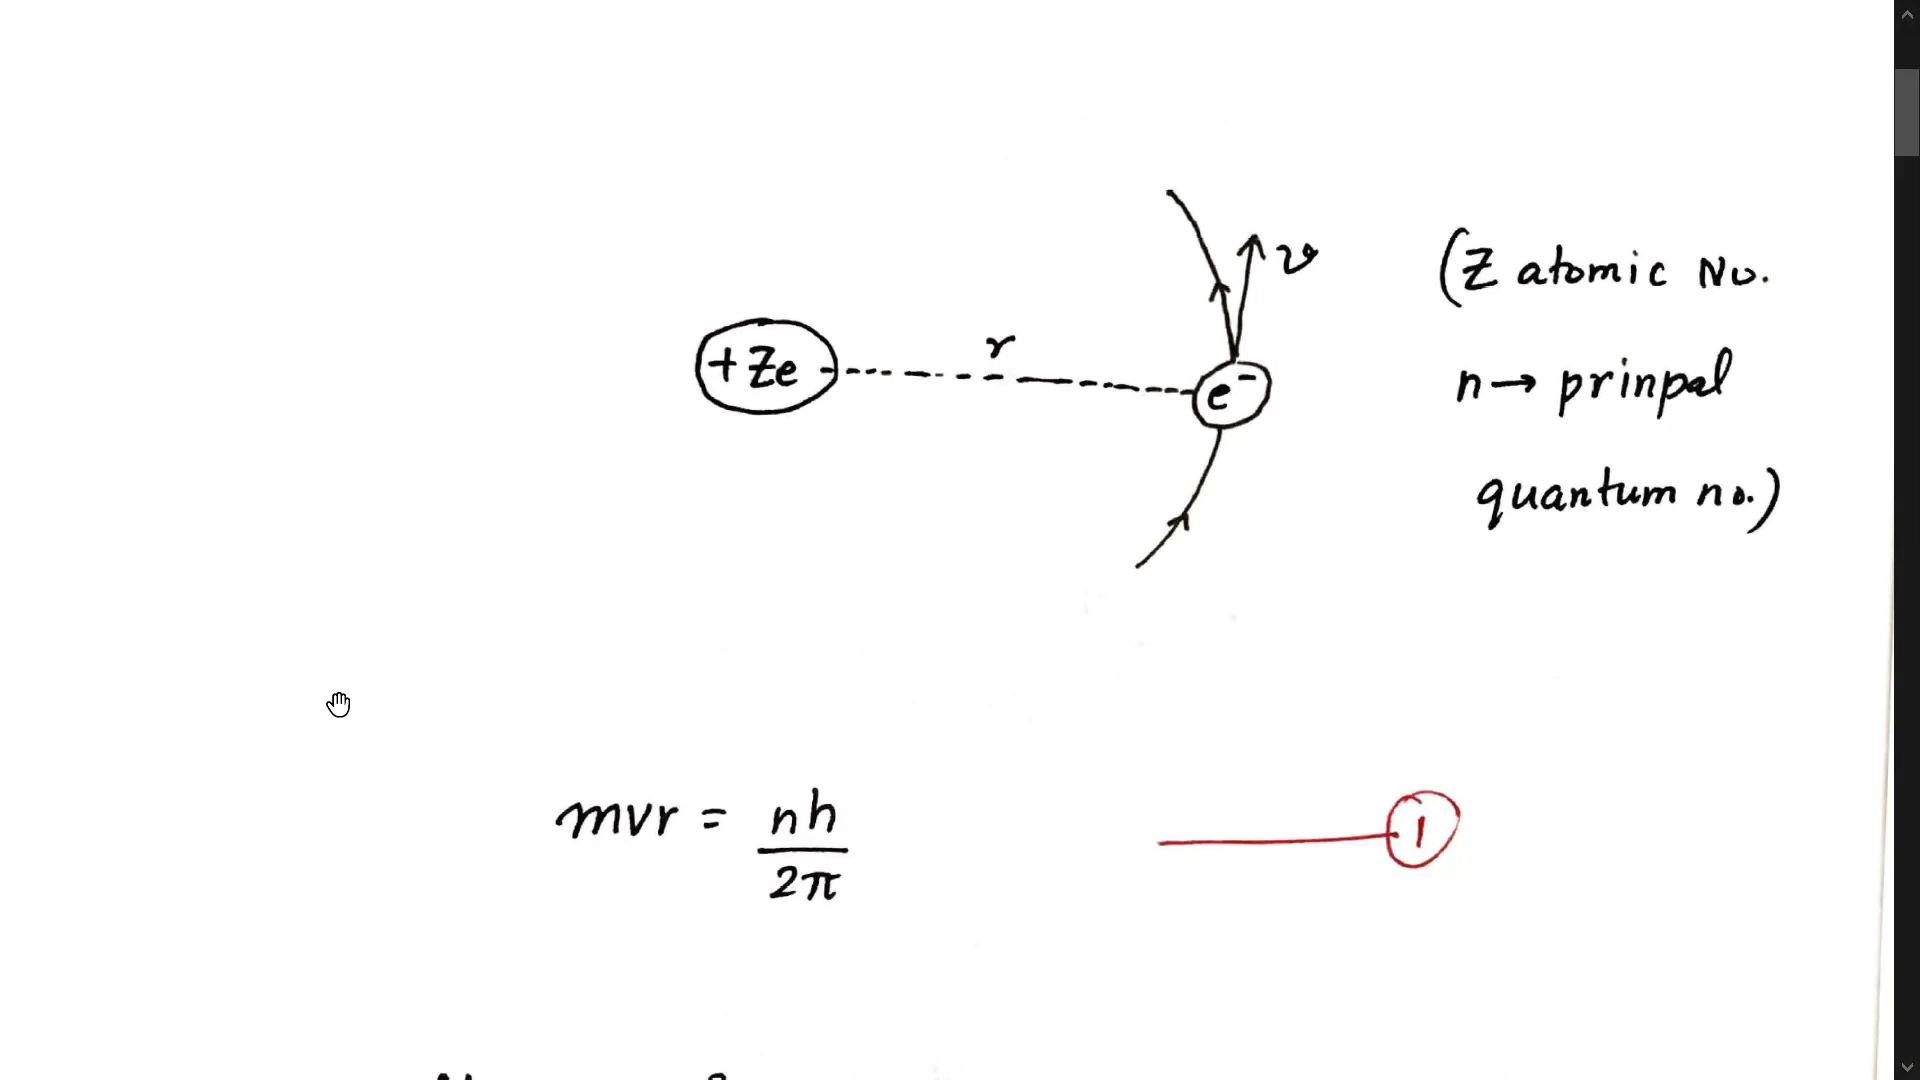 v
(Z atomic No.
+Ze
r
e⁻
n→ prinpal
quantum no.)
mvr = nh
2π
1